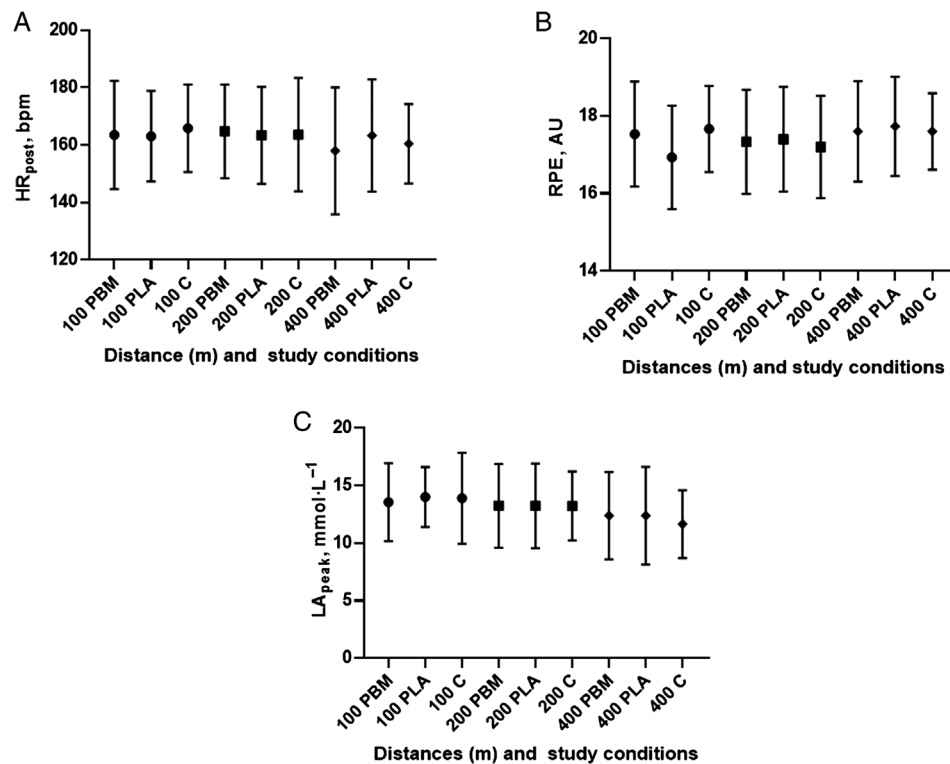 A
HR_post, bpm
200
180
160
140
120
100 PBM
100 PLA
100 C
200 PBM
200 PLA
200 C
400 PBM
400 PLA
400 C
Distance (m) and study conditions
B
RPE, AU
20
18
16
14
100 PBM
100 PLA
100 C
200 PBM
200 PLA
200 C
400 PBM
400 PLA
400 C
Distances (m) and study conditions
C
LA_peak, mmol·L⁻¹
20
15
10
5
0
100 PBM
100 PLA
100 C
200 PBM
200 PLA
200 C
400 PBM
400 PLA
400 C
Distances (m) and study conditions